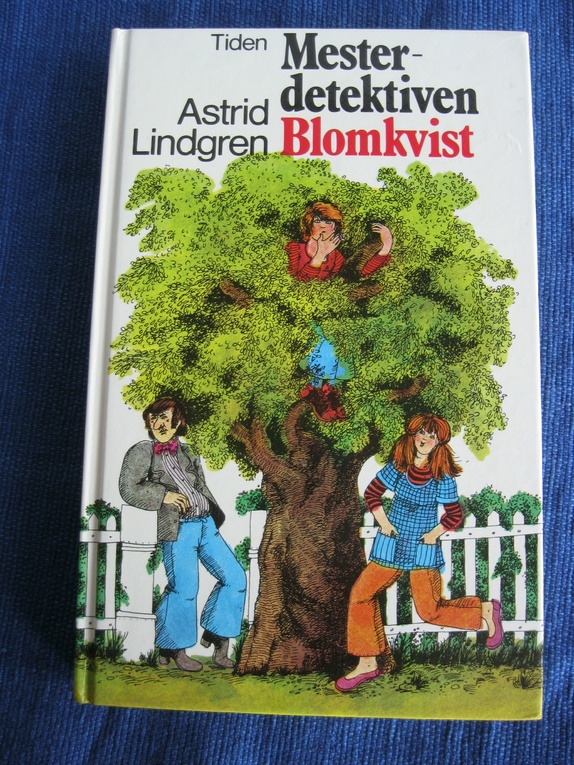 Tiden
Mester-
detektiven
Blomkvist
Astrid
Lindgren